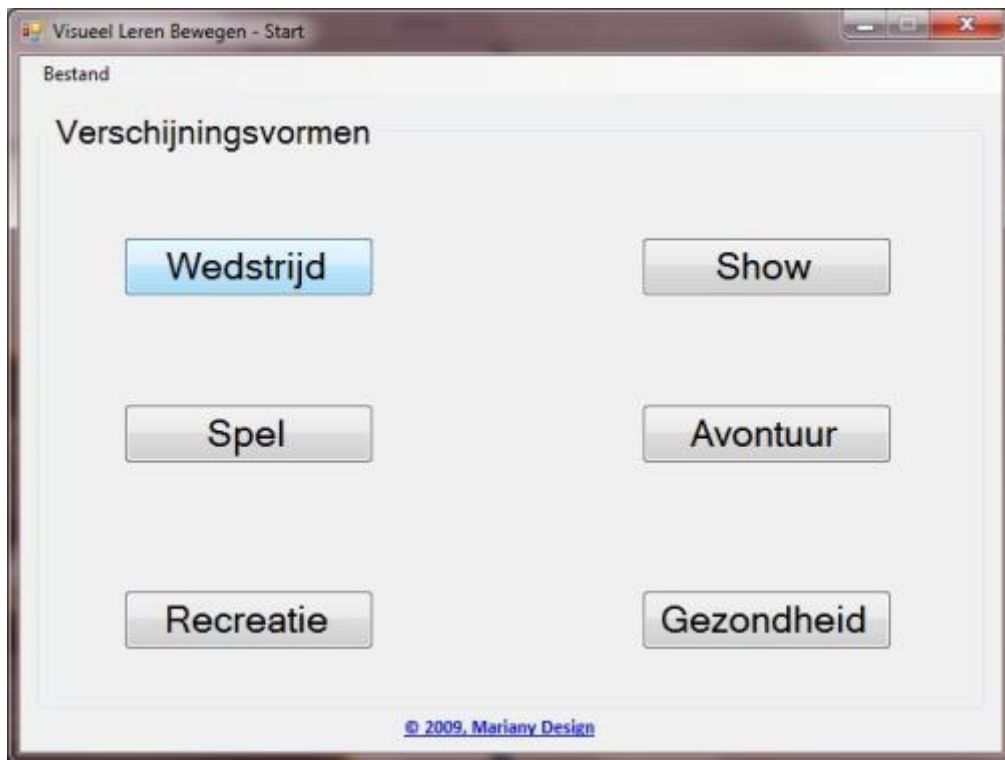 Visueel Leren Bewegen - Start
Bestand
Verschijningsvormen
Wedstrijd
Show
Spel
Avontuur
Recreatie
Gezondheid
© 2009, Mariany Design